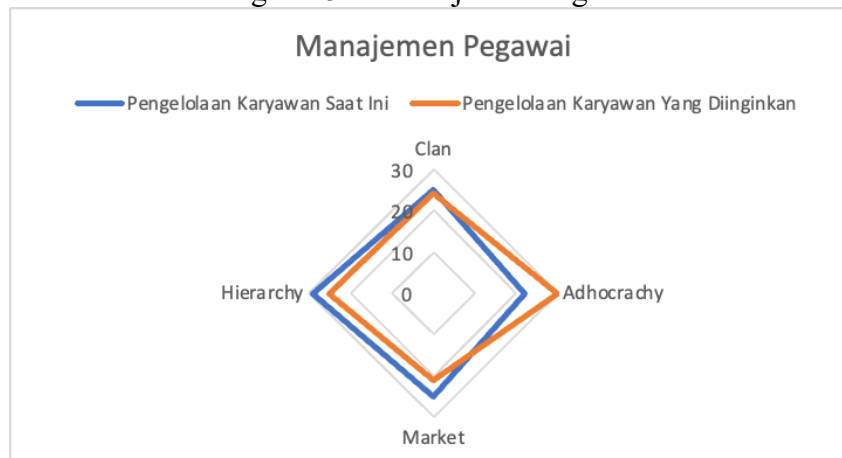 Manajemen Pegawai
Pengelolaan Karyawan Saat Ini Pengelolaan Karyawan Yang Diinginkan
Clan
30
20
10
Hierarchy 0 Adhocrachy
Market